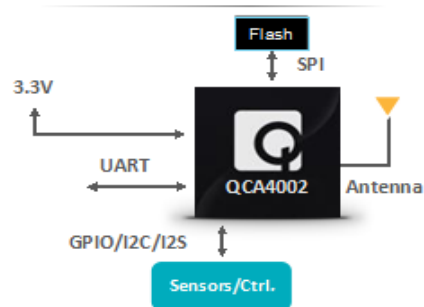 Flash
SPI
3.3V
UART
QCA4002
Antenna
GPIO/I2C/I2S
Sensors/Ctrl.